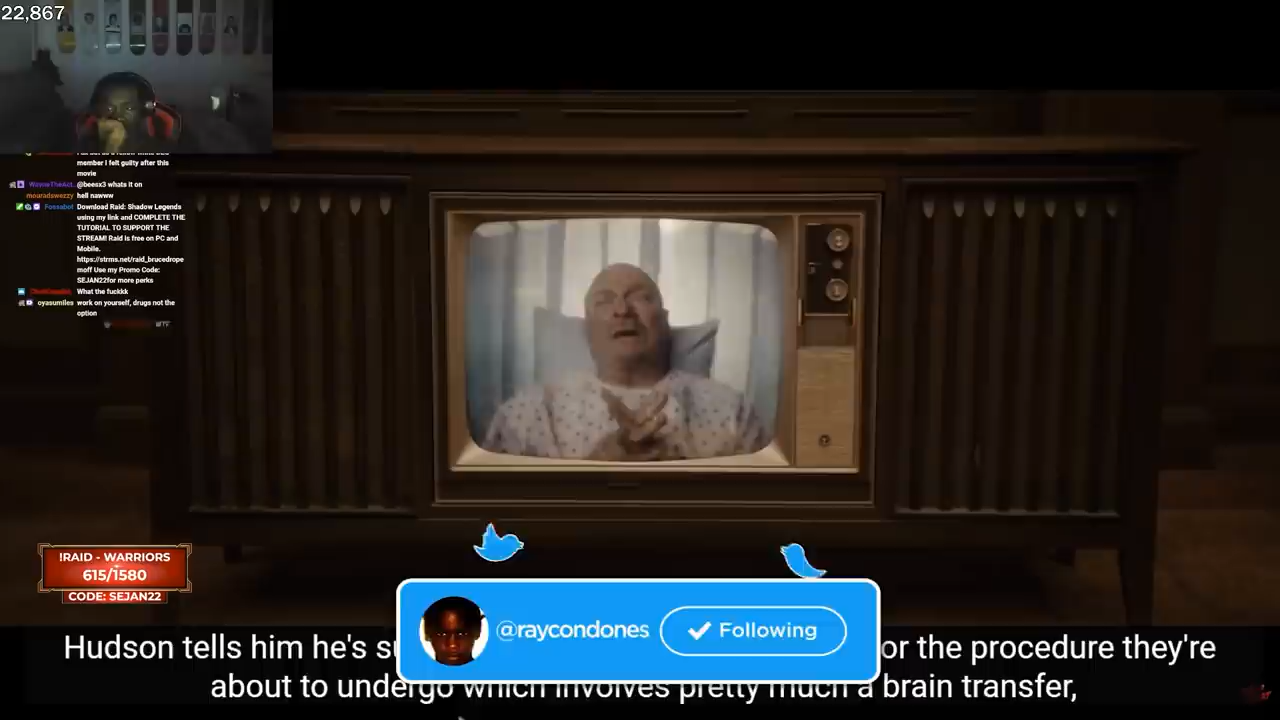 22,867
member I felt guilty after this
movie
@beesx3 whats it on
moaradswezzy hell nawww
Fossabot Download Raid: Shadow Legends
using my link and COMPLETE THE
TUTORIAL TO SUPPORT THE
STREAM! Raid is free on PC and
Mobile.
https://strms.net/raid_brucedrope
moff Use my Promo Code:
SEJAN22for more perks
What the fuckkk
oyasumiles work on yourself, drugs not the
option
!RAID - WARRIORS
615/1580
CODE: SEJAN22
@raycondones Following
Hudson tells him he's or the procedure they're
about to undergo which involves pretty much a brain transfer,